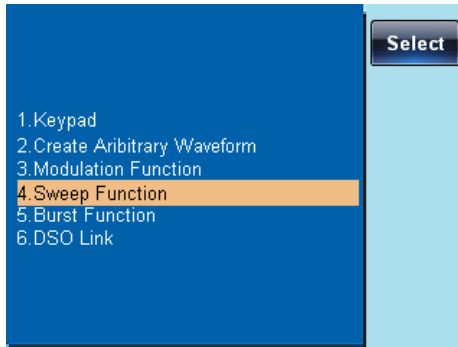 Select
1.Keypad
2.Create Aribitrary Waveform
3.Modulation Function
4.Sweep Function
5.Burst Function
6.DSO Link